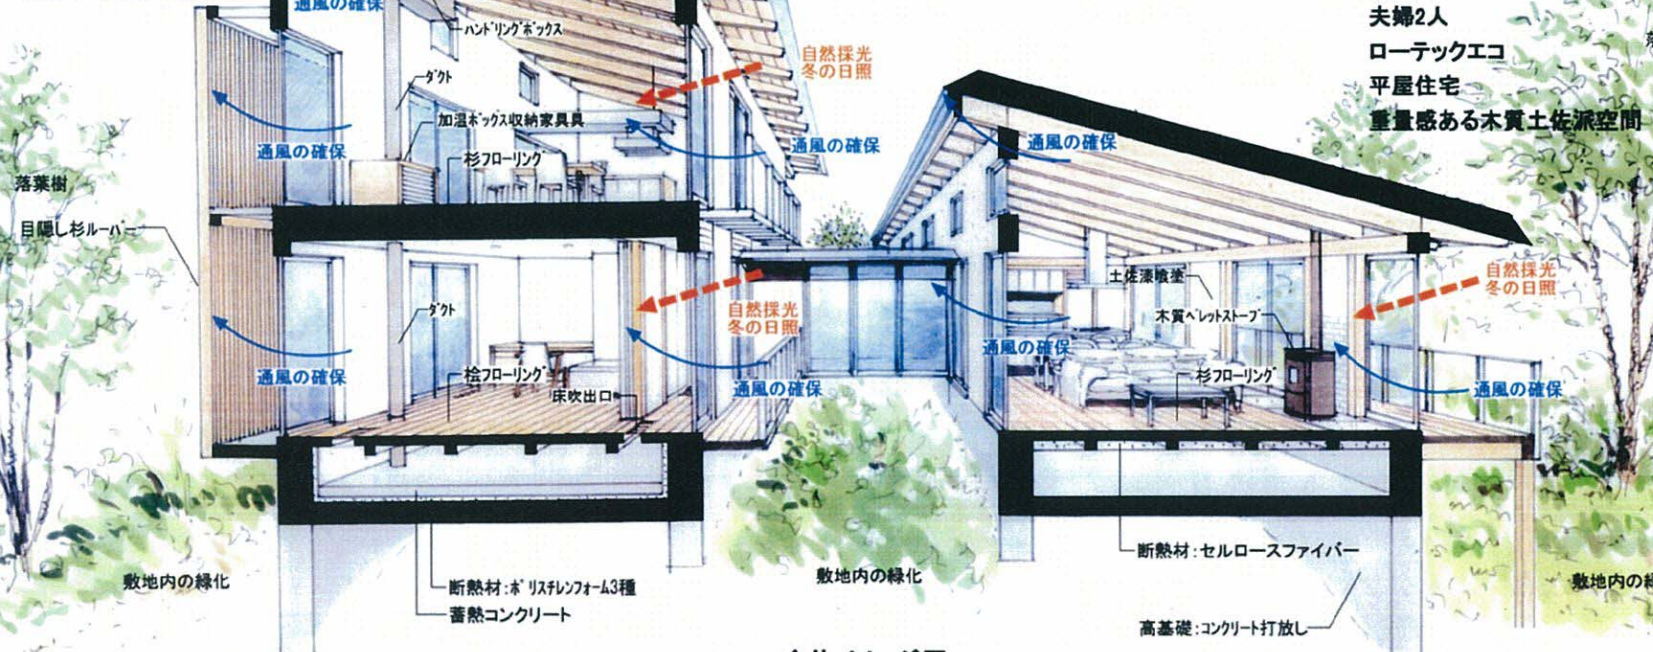 通風の確保
ハンドリングボックス
ダクト
加温ボックス収納家具具
杉フローリング
自然採光
冬の日照
通風の確保
通風の確保
落葉樹
目隠し杉ルーバー
ダクト
桧フローリング
床吹出口
通風の確保
自然採光
冬の日照
通風の確保
敷地内の緑化
断熱材:ポリスチレンフォーム3種
蓄熱コンクリート
敷地内の緑化
夫婦2人
ローテックエコ
平屋住宅
重量感ある木質土佐派空間
通風の確保
土佐漆喰塗
木質ペレットストーブ
杉フローリング
通風の確保
自然採光
冬の日照
通風の確保
断熱材:セルロースファイバー
高基礎:コンクリート打放し
敷地内の